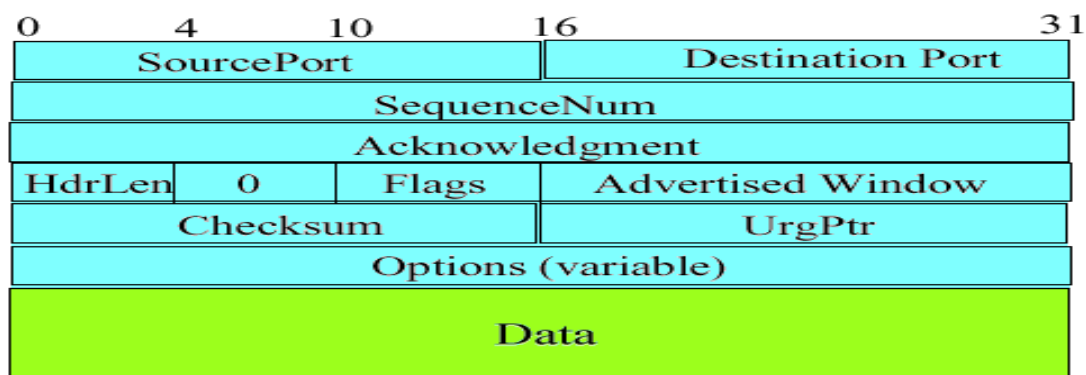 0 4 10 16 31
SourcePort Destination Port
SequenceNum
Acknowledgment
HdrLen 0 Flags Advertised Window
Checksum UrgPtr
Options (variable)
Data